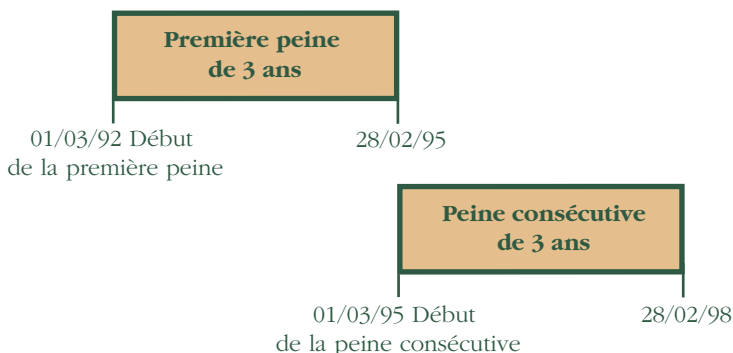 Première peine
de 3 ans
01/03/92 Début
de la première peine
28/02/95
Peine consécutive
de 3 ans
01/03/95 Début
de la peine consécutive
28/02/98